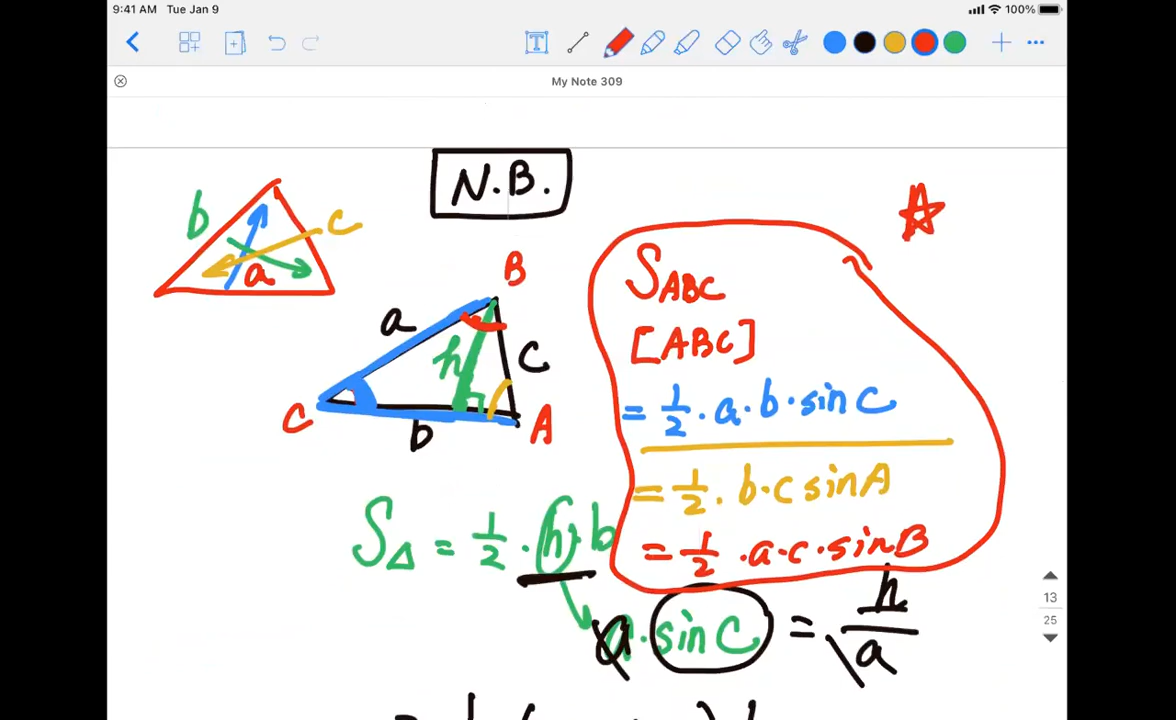 9:41 AM Tue Jan 9
100%
T
My Note 309
N.B.
b
c
a
B
a
h
c
C
b
A
S_ABC
[ABC]
= 1/2 · a · b · sin C
= 1/2 · b · c sin A
= 1/2 · a · c · sin B
S_Δ = 1/2 · (h) · b
a · sin C = h/a
13
25